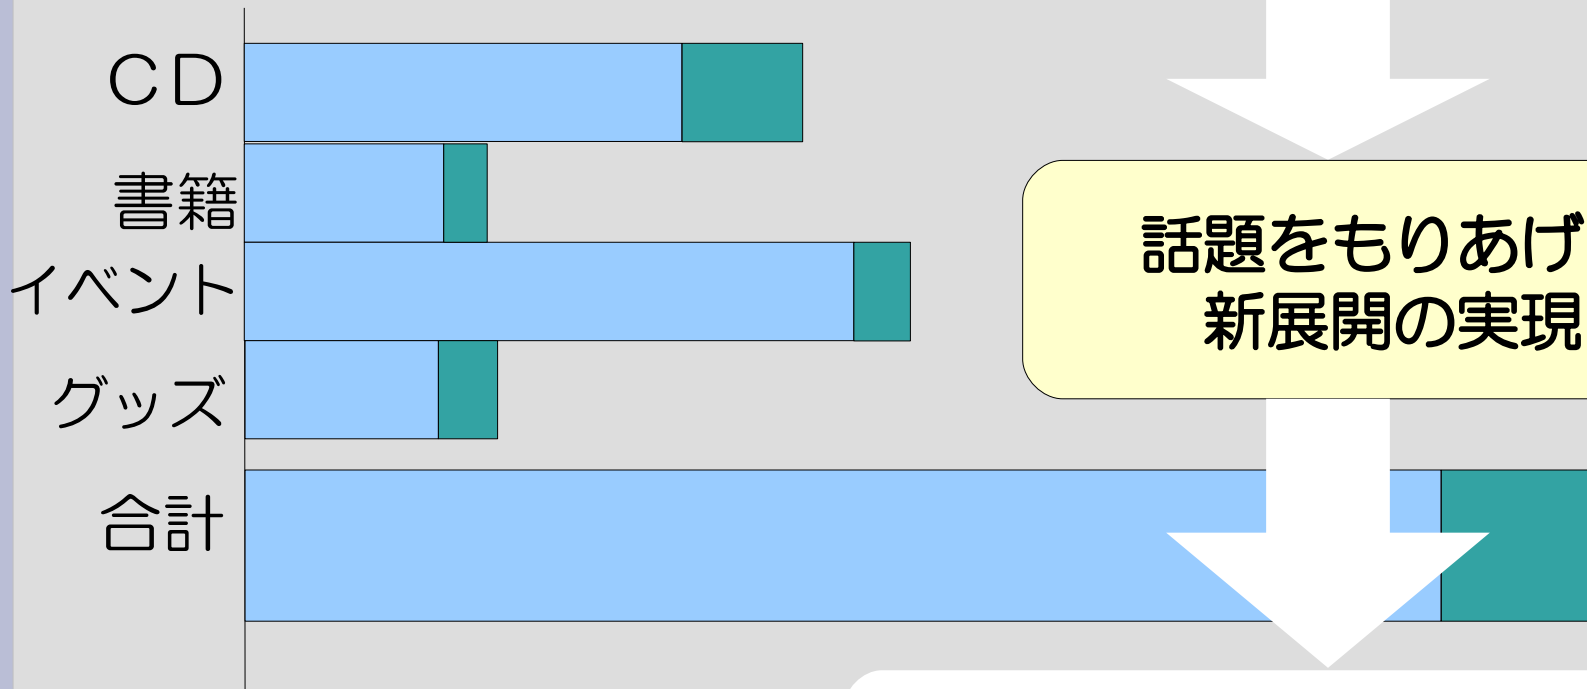 ＣＤ
書籍
イベント
グッズ
合計
話題をもりあげ
新展開の実現